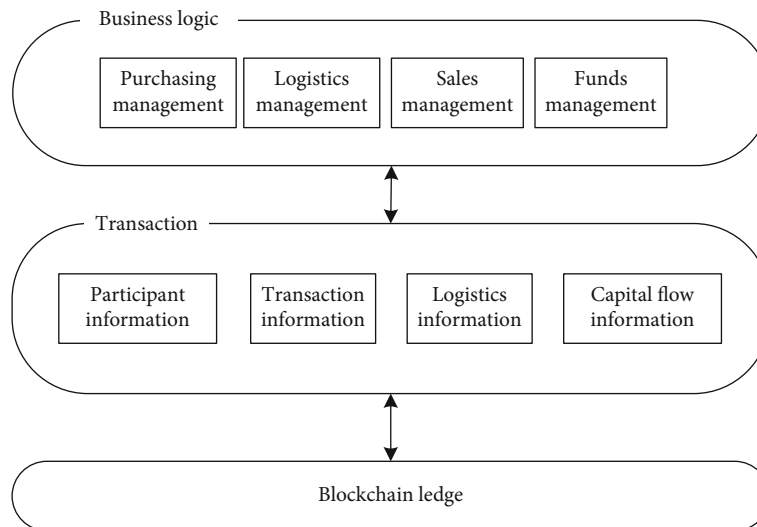 Business logic
Purchasing
management
Logistics
management
Sales
management
Funds
management
Transaction
Participant
information
Transaction
information
Logistics
information
Capital flow
information
Blockchain ledge